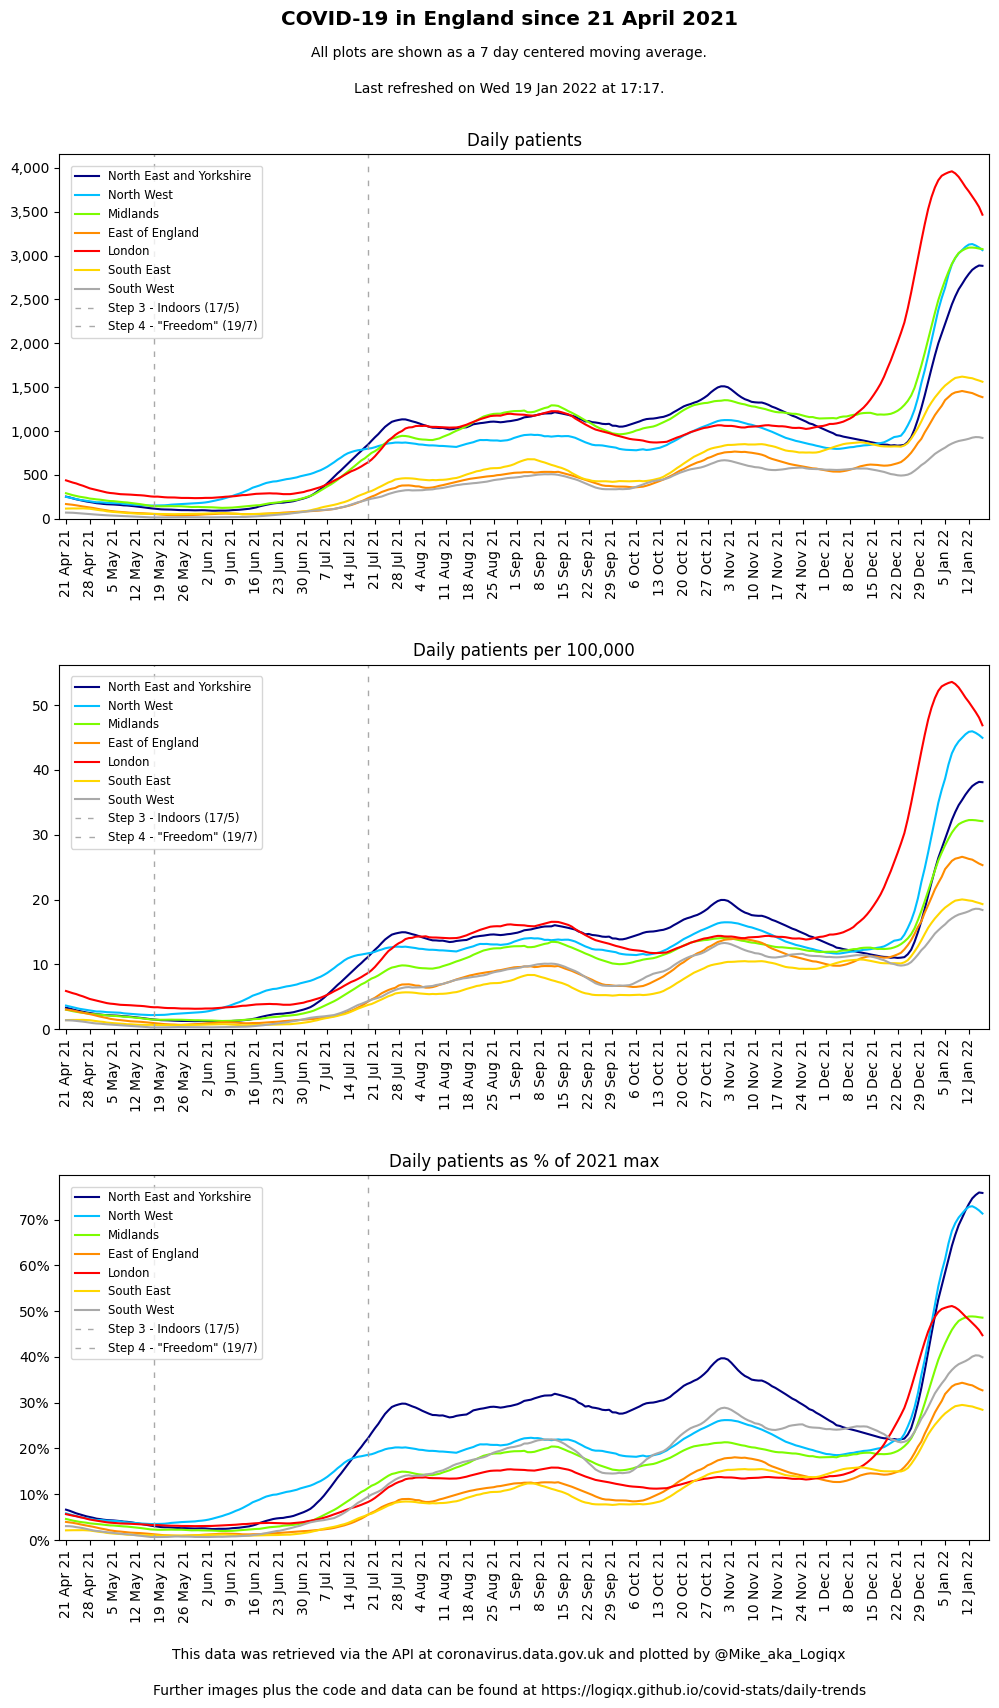 COVID-19 in England since 21 April 2021
All plots are shown as a 7 day centered moving average.
Last refreshed on Wed 19 Jan 2022 at 17:17.
Daily patients
4,000
3,500
3,000
2,500
2,000
1,500
1,000
500
0
North East and Yorkshire
North West
Midlands
East of England
London
South East
South West
Step 3 - Indoors (17/5)
Step 4 - "Freedom" (19/7)
21 Apr 21
28 Apr 21
5 May 21
12 May 21
19 May 21
26 May 21
2 Jun 21
9 Jun 21
16 Jun 21
23 Jun 21
30 Jun 21
7 Jul 21
14 Jul 21
21 Jul 21
28 Jul 21
4 Aug 21
11 Aug 21
18 Aug 21
25 Aug 21
1 Sep 21
8 Sep 21
15 Sep 21
22 Sep 21
29 Sep 21
6 Oct 21
13 Oct 21
20 Oct 21
27 Oct 21
3 Nov 21
10 Nov 21
17 Nov 21
24 Nov 21
1 Dec 21
8 Dec 21
15 Dec 21
22 Dec 21
29 Dec 21
5 Jan 22
12 Jan 22
Daily patients per 100,000
50
40
30
20
10
0
North East and Yorkshire
North West
Midlands
East of England
London
South East
South West
Step 3 - Indoors (17/5)
Step 4 - "Freedom" (19/7)
21 Apr 21
28 Apr 21
5 May 21
12 May 21
19 May 21
26 May 21
2 Jun 21
9 Jun 21
16 Jun 21
23 Jun 21
30 Jun 21
7 Jul 21
14 Jul 21
21 Jul 21
28 Jul 21
4 Aug 21
11 Aug 21
18 Aug 21
25 Aug 21
1 Sep 21
8 Sep 21
15 Sep 21
22 Sep 21
29 Sep 21
6 Oct 21
13 Oct 21
20 Oct 21
27 Oct 21
3 Nov 21
10 Nov 21
17 Nov 21
24 Nov 21
1 Dec 21
8 Dec 21
15 Dec 21
22 Dec 21
29 Dec 21
5 Jan 22
12 Jan 22
Daily patients as % of 2021 max
70%
60%
50%
40%
30%
20%
10%
0%
North East and Yorkshire
North West
Midlands
East of England
London
South East
South West
Step 3 - Indoors (17/5)
Step 4 - "Freedom" (19/7)
21 Apr 21
28 Apr 21
5 May 21
12 May 21
19 May 21
26 May 21
2 Jun 21
9 Jun 21
16 Jun 21
23 Jun 21
30 Jun 21
7 Jul 21
14 Jul 21
21 Jul 21
28 Jul 21
4 Aug 21
11 Aug 21
18 Aug 21
25 Aug 21
1 Sep 21
8 Sep 21
15 Sep 21
22 Sep 21
29 Sep 21
6 Oct 21
13 Oct 21
20 Oct 21
27 Oct 21
3 Nov 21
10 Nov 21
17 Nov 21
24 Nov 21
1 Dec 21
8 Dec 21
15 Dec 21
22 Dec 21
29 Dec 21
5 Jan 22
12 Jan 22
This data was retrieved via the API at coronavirus.data.gov.uk and plotted by @Mike_aka_Logiqx
Further images plus the code and data can be found at https://logiqx.github.io/covid-stats/daily-trends